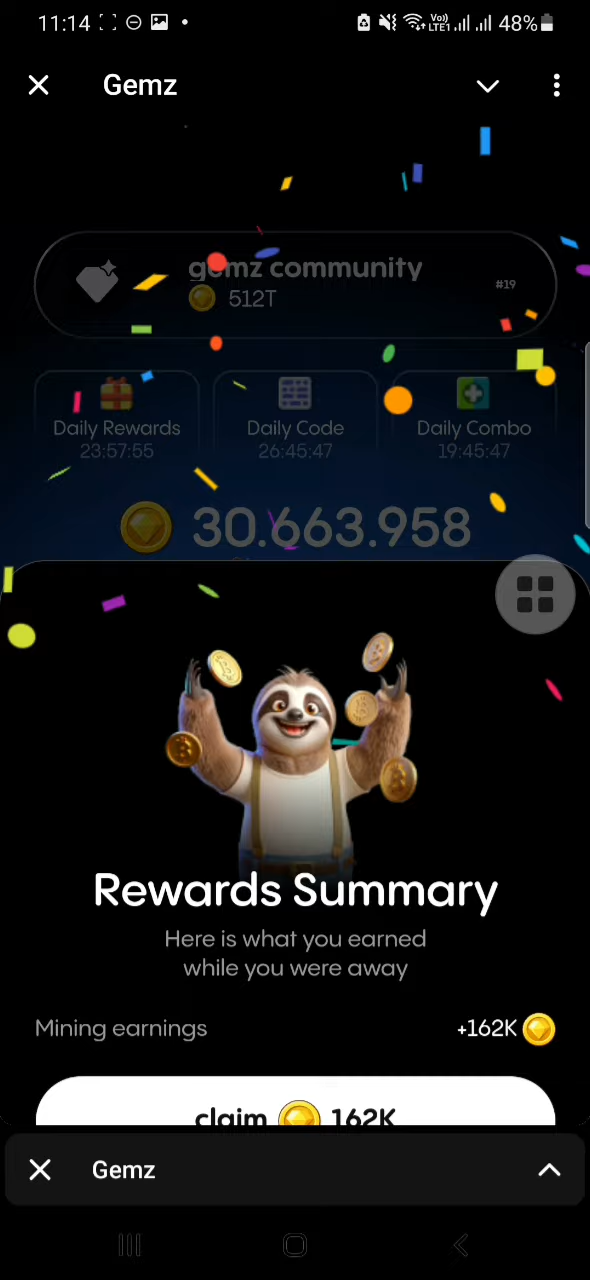 11:14
Vo)) LTE1 48%
Gemz
gemz community
512T
#19
Daily Rewards
23:57:55
Daily Code
26:45:47
Daily Combo
19:45:47
30.663.958
Rewards Summary
Here is what you earned
while you were away
Mining earnings +162K
claim 162K
Gemz